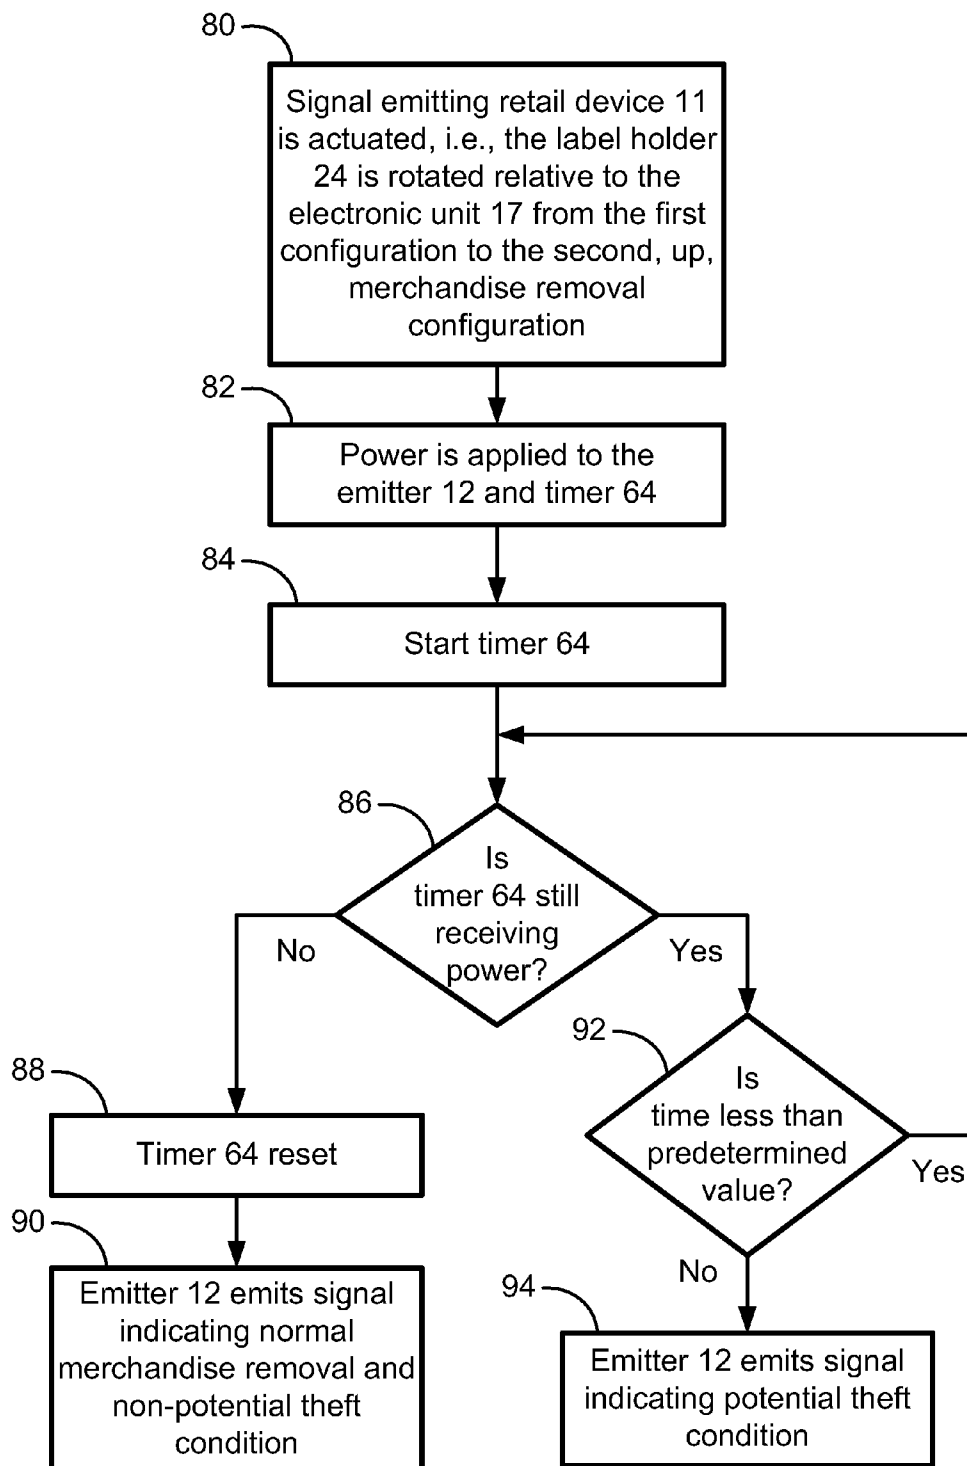 80
Signal emitting retail device 11
is actuated, i.e., the label holder
24 is rotated relative to the
electronic unit 17 from the first
configuration to the second, up,
merchandise removal
configuration
82
Power is applied to the
emitter 12 and timer 64
84
Start timer 64
86
Is
timer 64 still
receiving
power?
No
Yes
88
Timer 64 reset
90
Emitter 12 emits signal
indicating normal
merchandise removal and
non-potential theft
condition
92
Is
time less than
predetermined
value?
Yes
No
94
Emitter 12 emits signal
indicating potential theft
condition